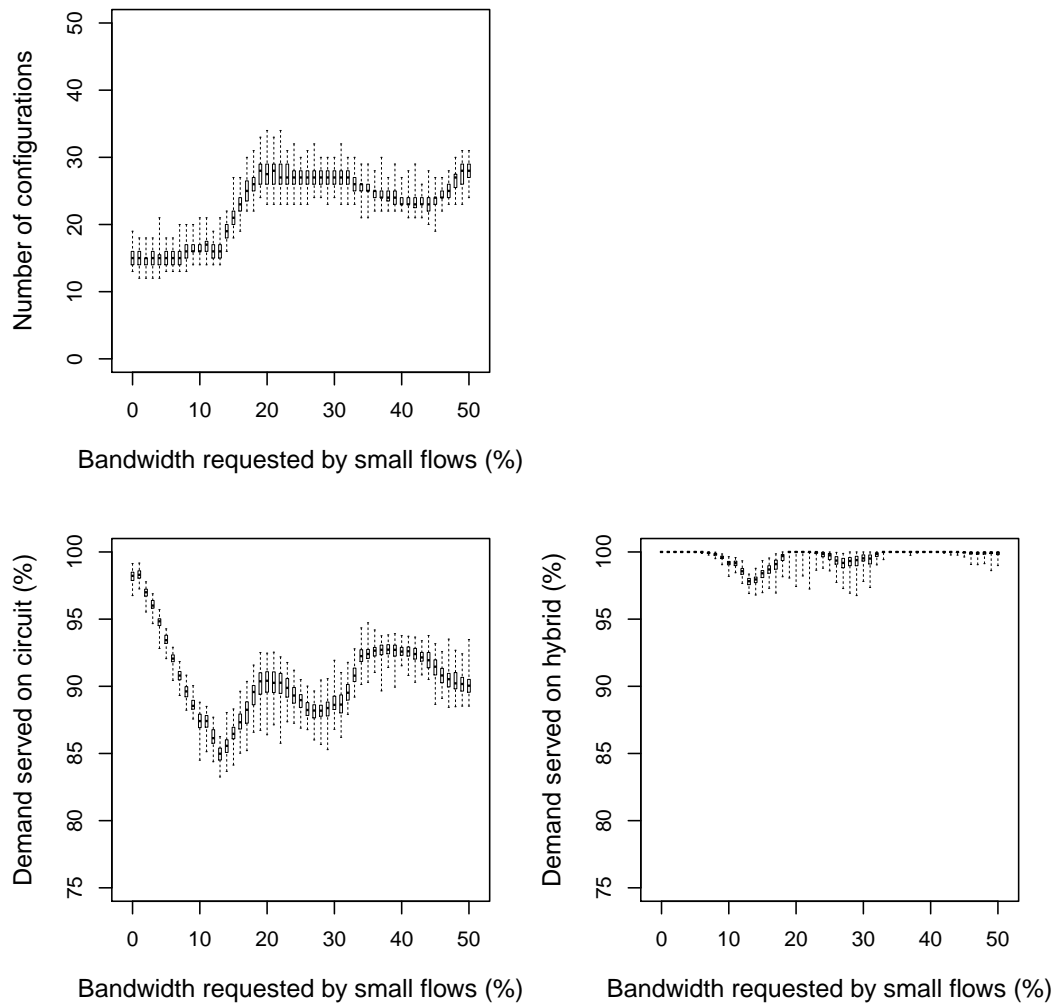 Number of configurations
50
40
30
20
10
0
0 10 20 30 40 50
Bandwidth requested by small flows (%)
Demand served on circuit (%)
100
95
90
85
80
75
0 10 20 30 40 50
Bandwidth requested by small flows (%)
Demand served on hybrid (%)
100
95
90
85
80
75
0 10 20 30 40 50
Bandwidth requested by small flows (%)